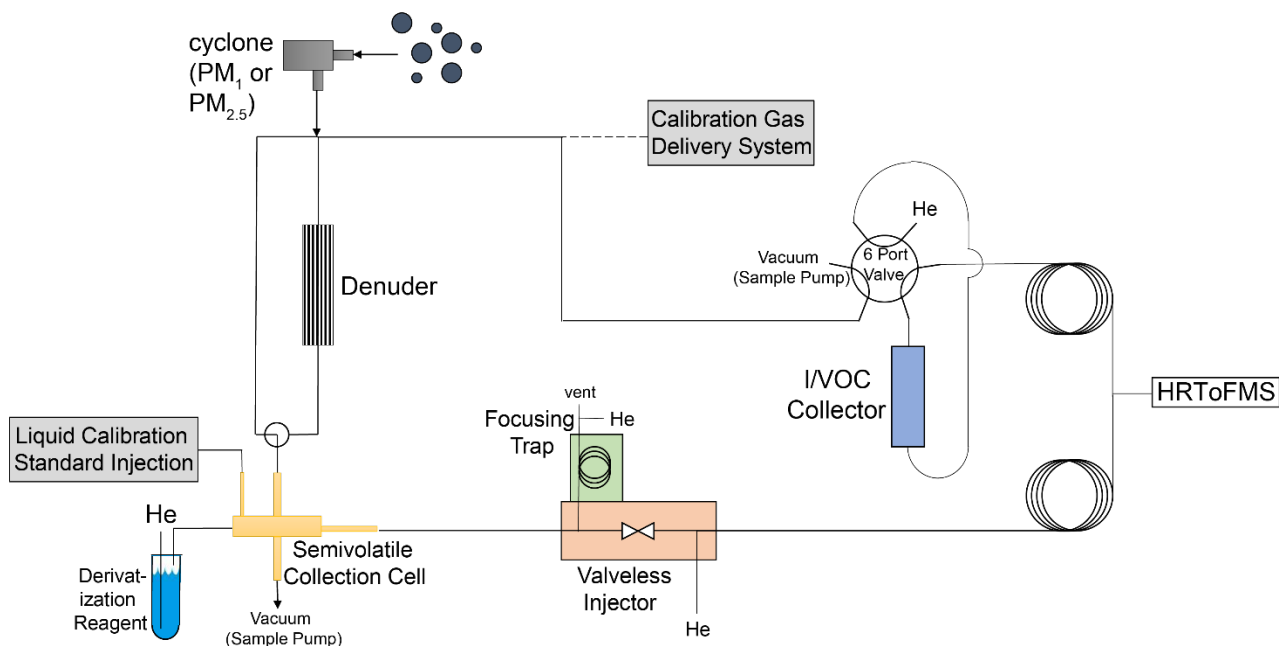 cyclone
(PM1 or
PM2.5)
Calibration Gas
Delivery System
He
Vacuum
(Sample Pump)
6 Port
Valve
Denuder
I/VOC
Collector
HRToFMS
vent
Focusing
Trap
He
Liquid Calibration
Standard Injection
He
Semivolatile
Collection Cell
Derivat-
ization
Reagent
Vacuum
(Sample Pump)
Valveless
Injector
He